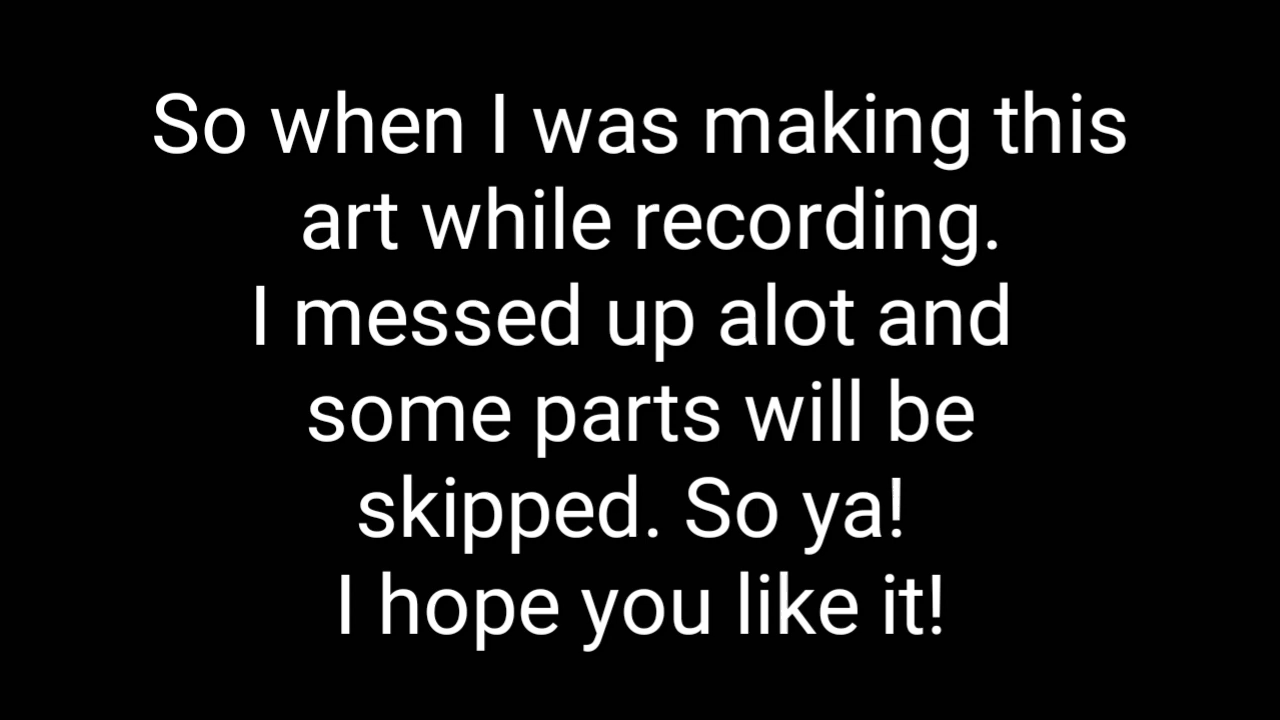 So when I was making this
art while recording.
I messed up alot and
some parts will be
skipped. So ya!
I hope you like it!